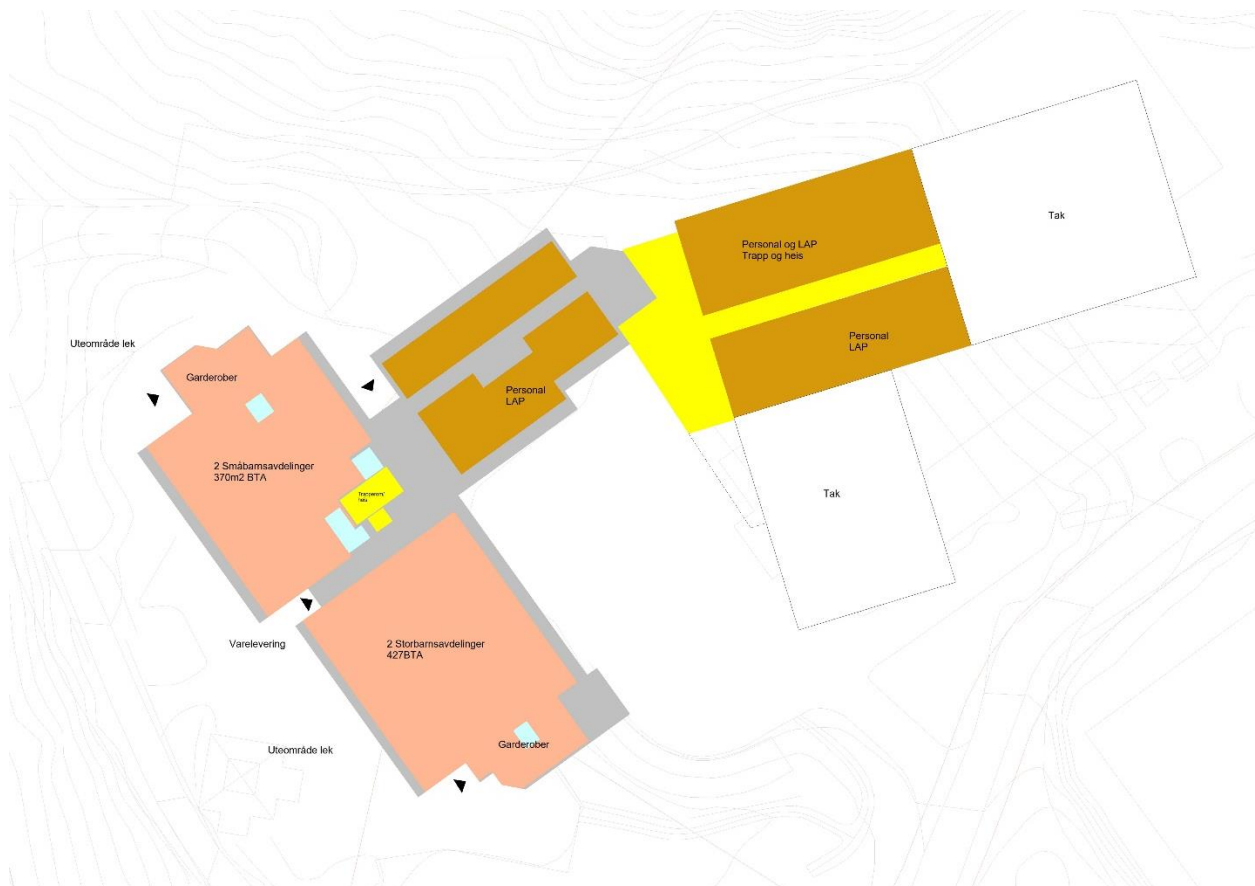 Tak
Personal og LAP
Trapp og heis
Uteområde lek
Personal
LAP
Garderober
Personal
LAP
2 Småbarnsavdelinger
370m2 BTA
Tak
heis
Varelevering
2 Storbarnsavdelinger
427BTA
Uteområde lek
Garderober